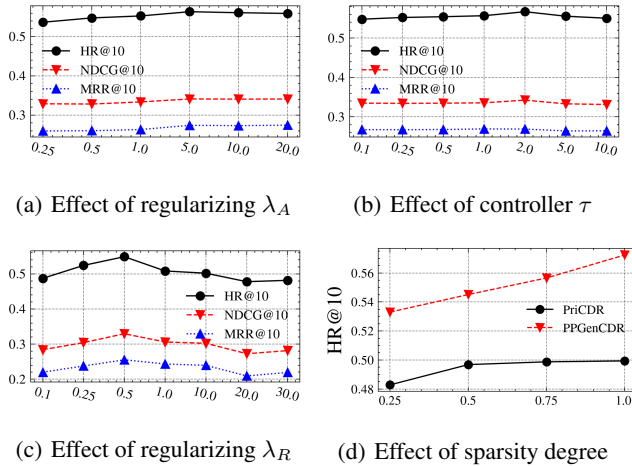 0.5
0.4
0.3
HR@10
NDCG@10
MRR@10
0.25 0.5 1.0 5.0 10.0 20.0
(a) Effect of regularizing λ_A
0.5
0.4
0.3
HR@10
NDCG@10
MRR@10
0.1 0.25 0.5 1.0 2.0 5.0 10.0
(b) Effect of controller τ
0.5
0.4
0.3
0.2
HR@10
NDCG@10
MRR@10
0.1 0.25 0.5 1.0 10.0 20.0 30.0
(c) Effect of regularizing λ_R
HR@10
0.56
0.54
0.52
0.50
0.48
PriCDR
PPGenCDR
0.25 0.5 0.75 1.0
(d) Effect of sparsity degree